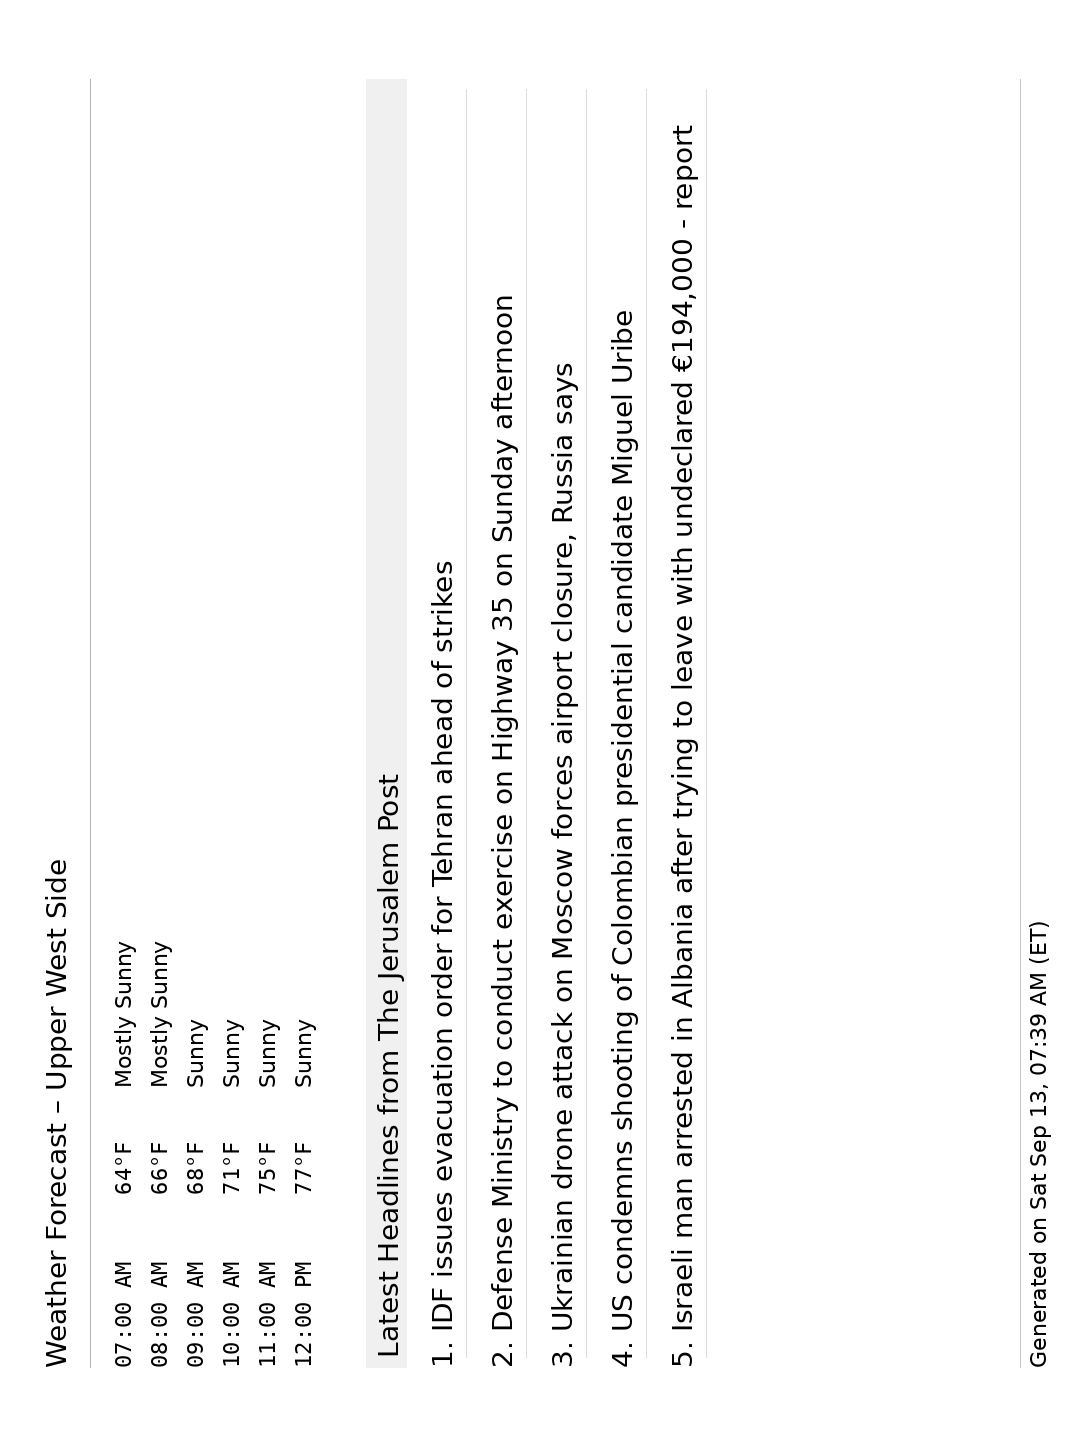 Weather Forecast – Upper West Side
07:00 AM 64°F Mostly Sunny
08:00 AM 66°F Mostly Sunny
09:00 AM 68°F Sunny
10:00 AM 71°F Sunny
11:00 AM 75°F Sunny
12:00 PM 77°F Sunny
Latest Headlines from The Jerusalem Post
1. IDF issues evacuation order for Tehran ahead of strikes
2. Defense Ministry to conduct exercise on Highway 35 on Sunday afternoon
3. Ukrainian drone attack on Moscow forces airport closure, Russia says
4. US condemns shooting of Colombian presidential candidate Miguel Uribe
5. Israeli man arrested in Albania after trying to leave with undeclared €194,000 - report
Generated on Sat Sep 13, 07:39 AM (ET)